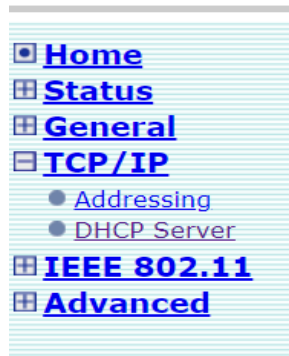 Home
Status
General
TCP/IP
Addressing
DHCP Server
IEEE 802.11
Advanced